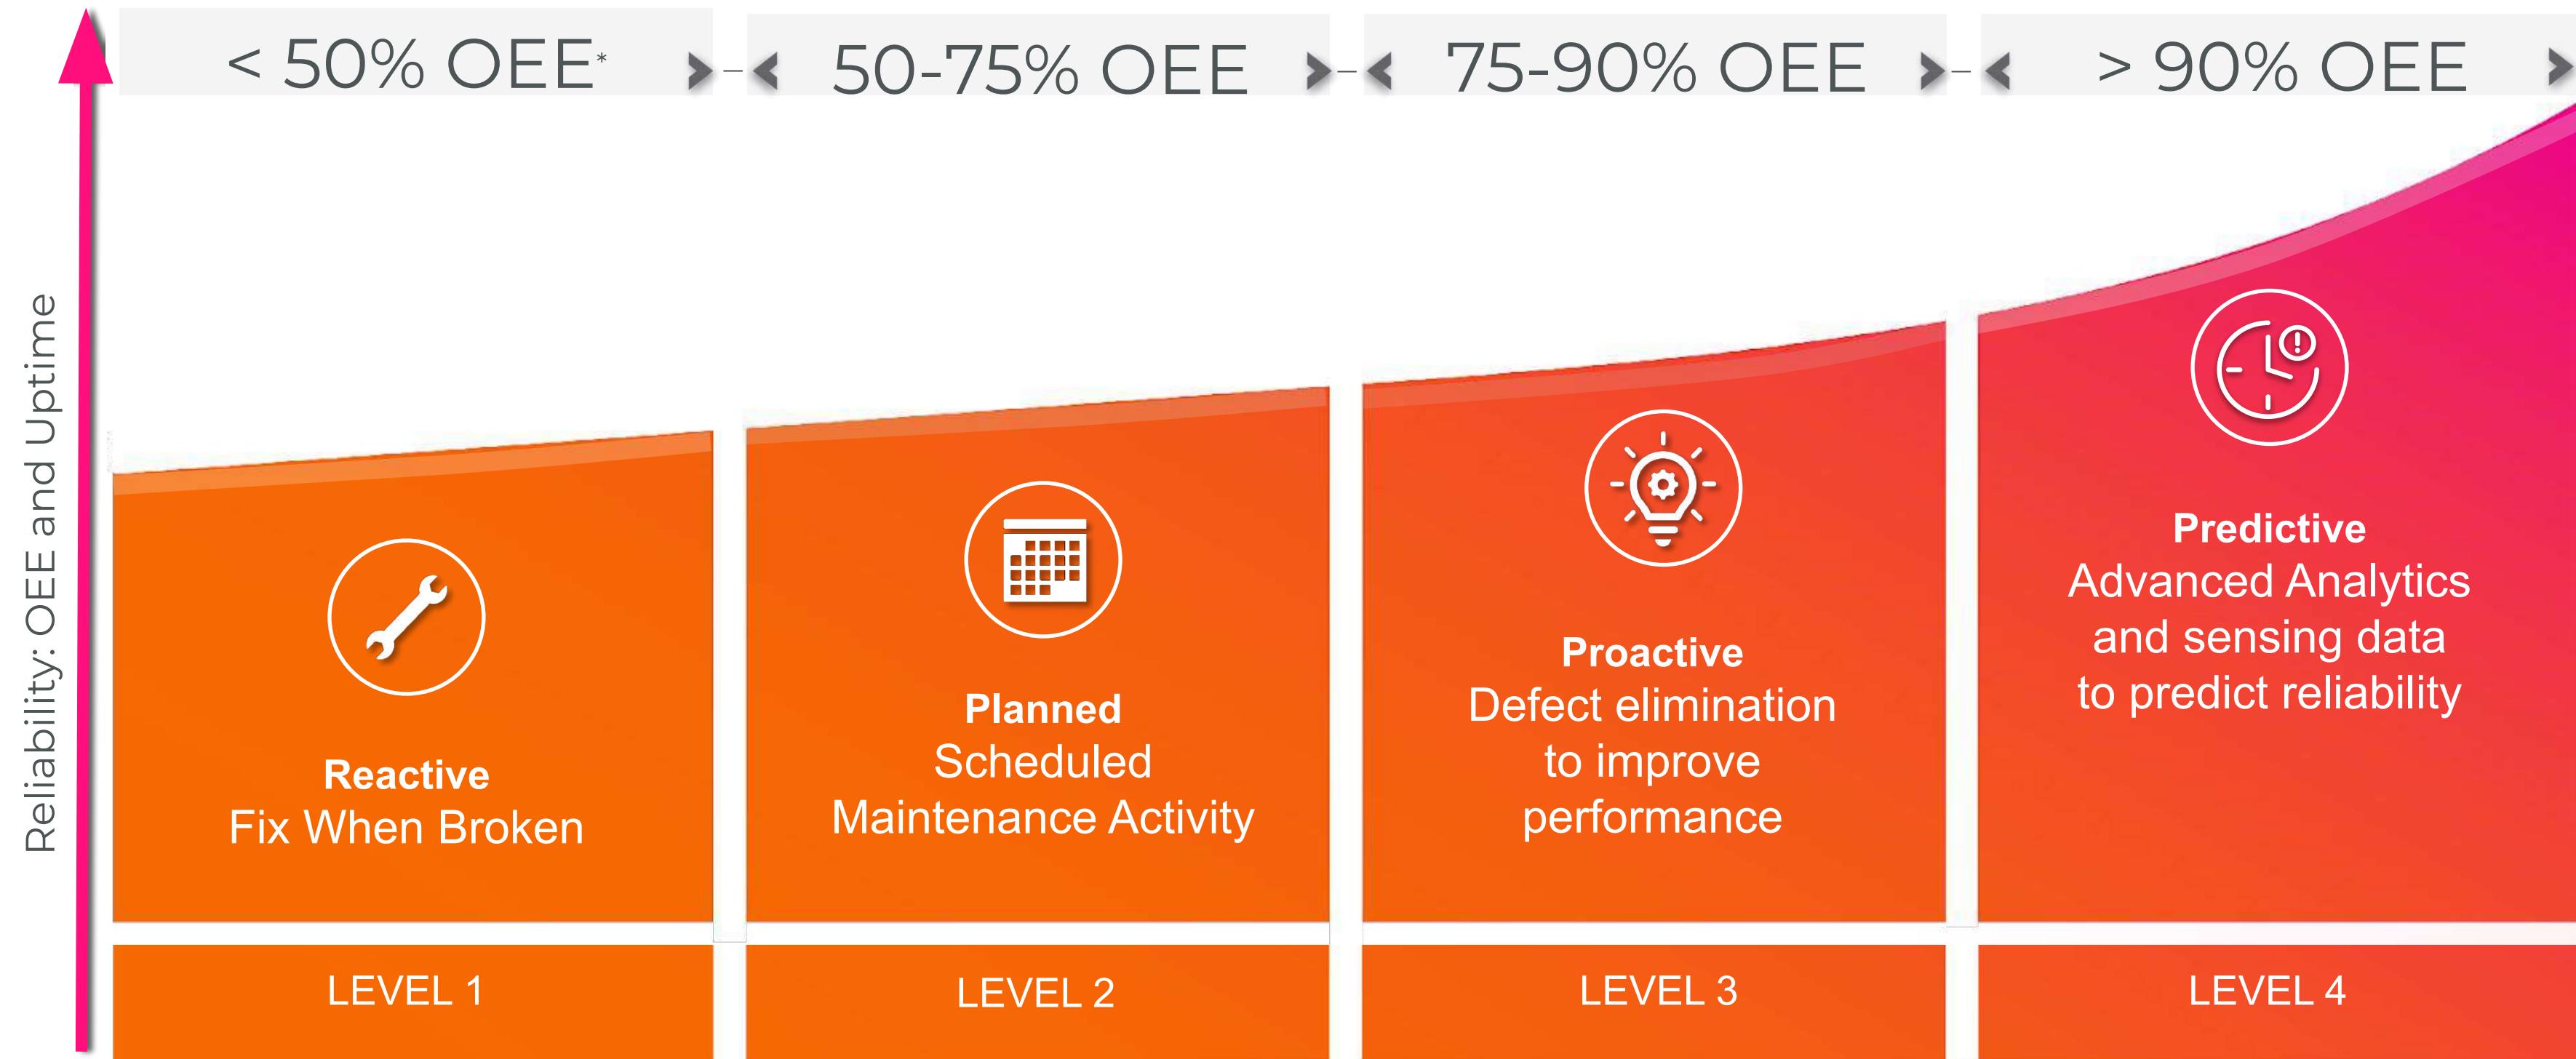 < 50% OEE*
50-75% OEE
75-90% OEE
> 90% OEE
Reliability: OEE and Uptime
Reactive
Fix When Broken
Planned
Scheduled
Maintenance Activity
Proactive
Defect elimination
to improve
performance
Predictive
Advanced Analytics
and sensing data
to predict reliability
LEVEL 1
LEVEL 2
LEVEL 3
LEVEL 4